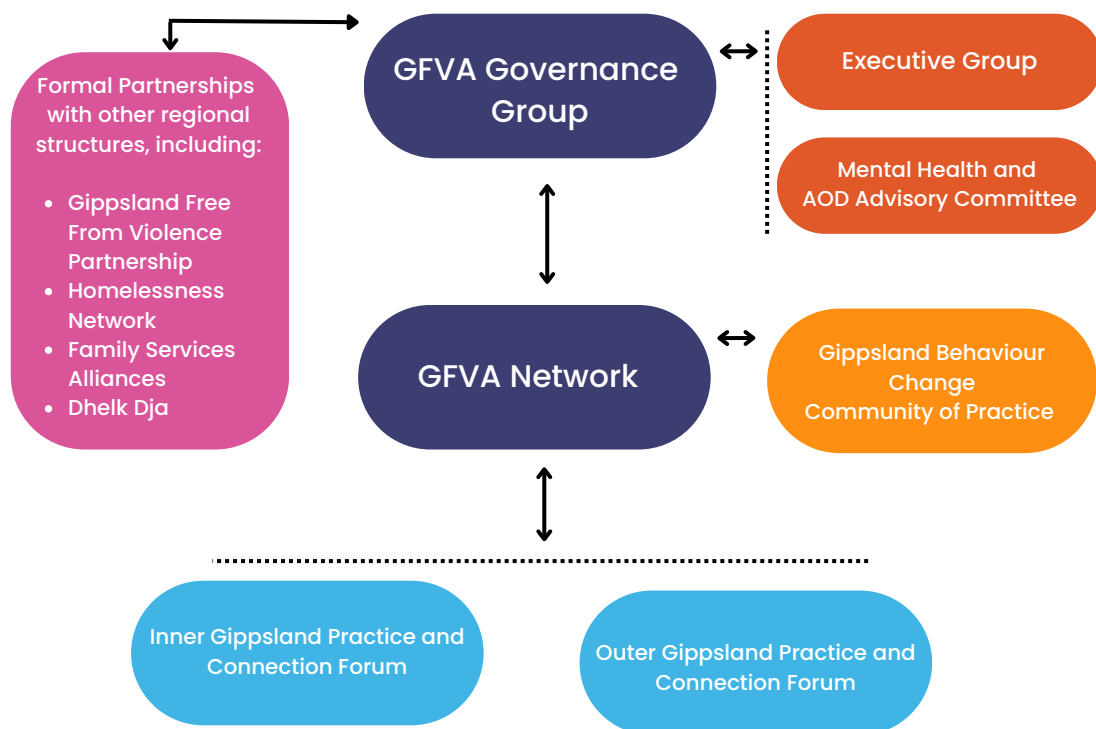 GFVA Governance
Group
Executive Group
Mental Health and
AOD Advisory Committee
Formal Partnerships
with other regional
structures, including:
• Gippsland Free
From Violence
Partnership
• Homelessness
Network
• Family Services
Alliances
• Dhelk Dja
GFVA Network
Gippsland Behaviour
Change
Community of Practice
Inner Gippsland Practice and
Connection Forum
Outer Gippsland Practice and
Connection Forum